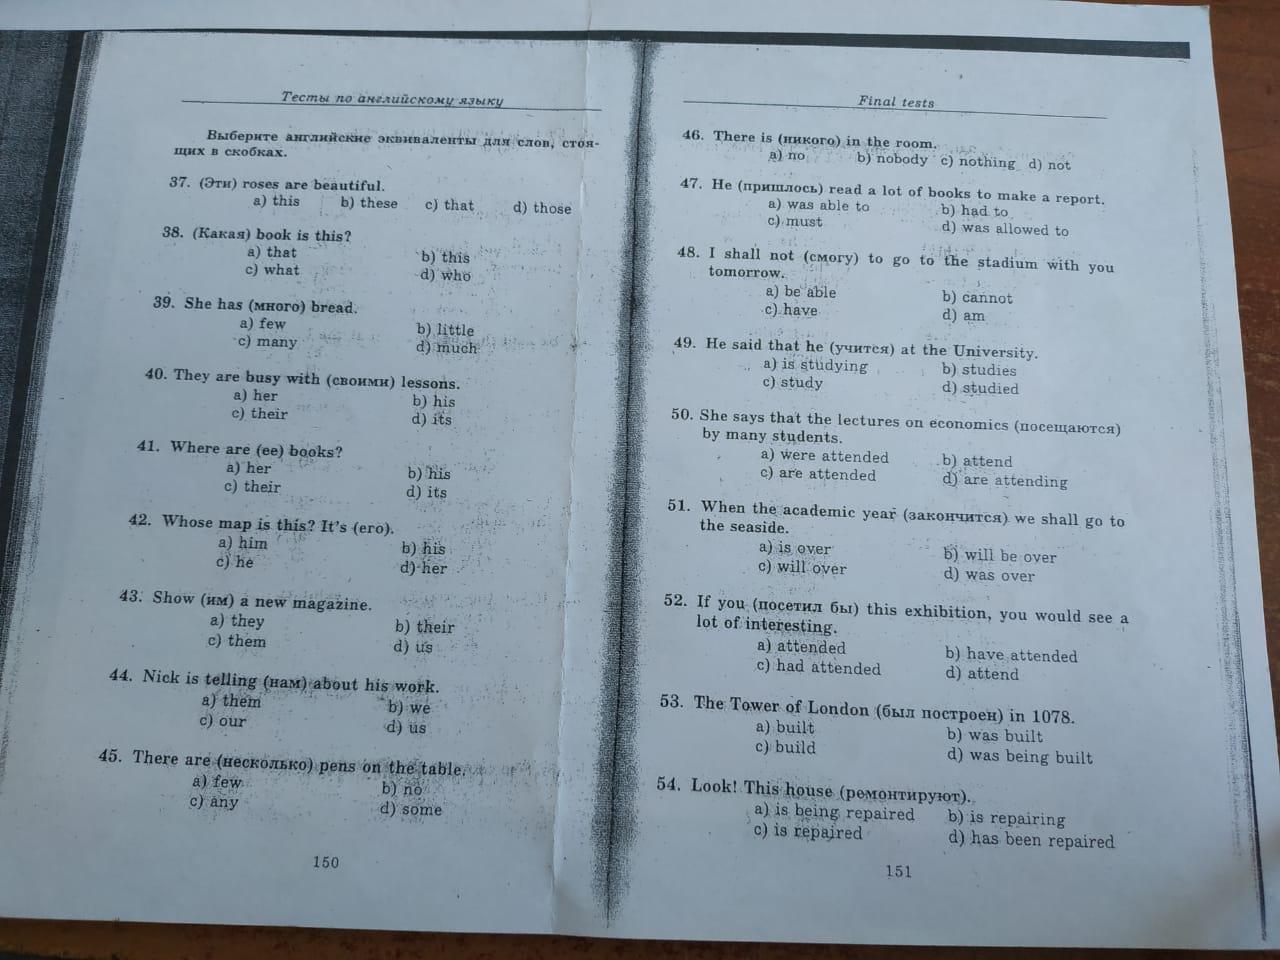 Тесты по английскому языку
Выберите английские эквиваленты для слов, стоя-
щих в скобках.
37. (Эти) roses are beautiful.
a) this b) these c) that d) those
38. (Какая) book is this?
a) that b) this
c) what d) who
39. She has (много) bread.
a) few b) little
c) many d) much
40. They are busy with (своими) lessons.
a) her b) his
c) their d) its
41. Where are (ее) books?
a) her b) his
c) their d) its
42. Whose map is this? It's (его).
a) him b) his
c) he d) her
43. Show (им) a new magazine.
a) they b) their
c) them d) us
44. Nick is telling (нам) about his work.
a) them b) we
c) our d) us
45. There are (несколько) pens on the table.
a) few b) no
c) any d) some
150
Final tests
46. There is (никого) in the room.
a) no b) nobody c) nothing d) not
47. He (пришлось) read a lot of books to make a report.
a) was able to b) had to
c) must d) was allowed to
48. I shall not (смогу) to go to the stadium with you
tomorrow.
a) be able b) cannot
c) have d) am
49. He said that he (учится) at the University.
a) is studying b) studies
c) study d) studied
50. She says that the lectures on economics (посещаются)
by many students.
a) were attended b) attend
c) are attended d) are attending
51. When the academic year (закончится) we shall go to
the seaside.
a) is over b) will be over
c) will over d) was over
52. If you (посетил бы) this exhibition, you would see a
lot of interesting.
a) attended b) have attended
c) had attended d) attend
53. The Tower of London (был построен) in 1078.
a) built b) was built
c) build d) was being built
54. Look! This house (ремонтируют).
a) is being repaired b) is repairing
c) is repaired d) has been repaired
151